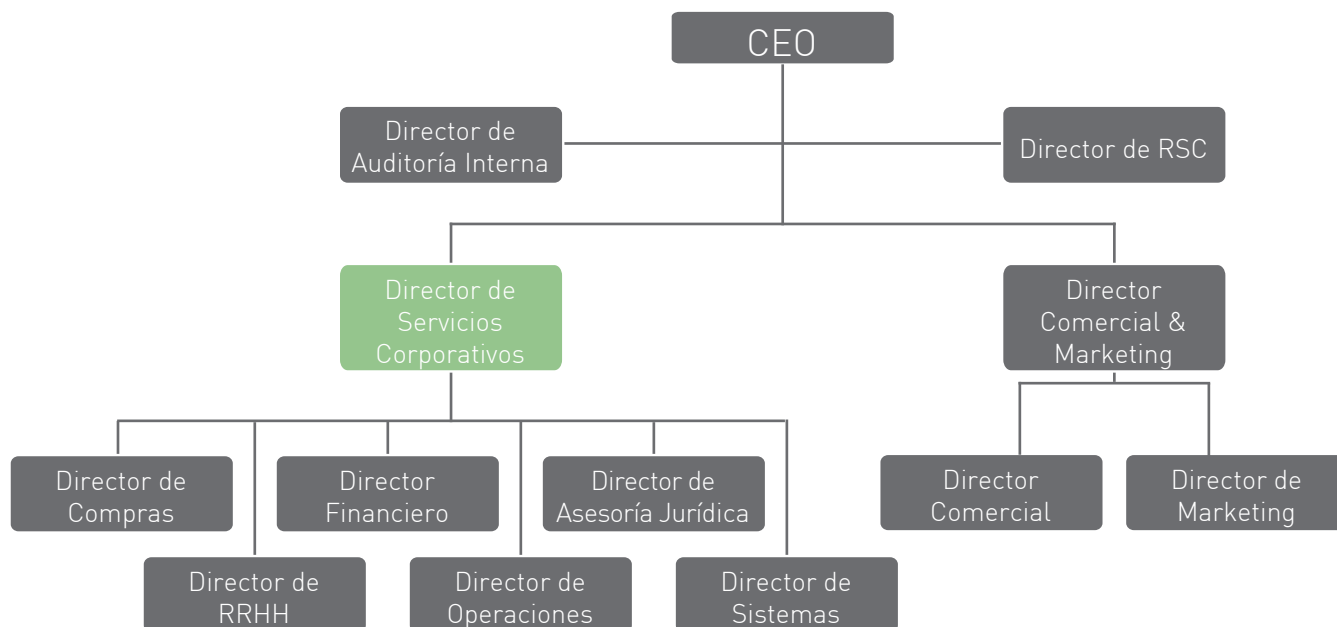 CEO
Director de
Auditoría Interna
Director de RSC
Director de
Servicios
Corporativos
Director
Comercial &
Marketing
Director de
Compras
Director
Financiero
Director de
Asesoría Jurídica
Director
Comercial
Director de
Marketing
Director de
RRHH
Director de
Operaciones
Director de
Sistemas